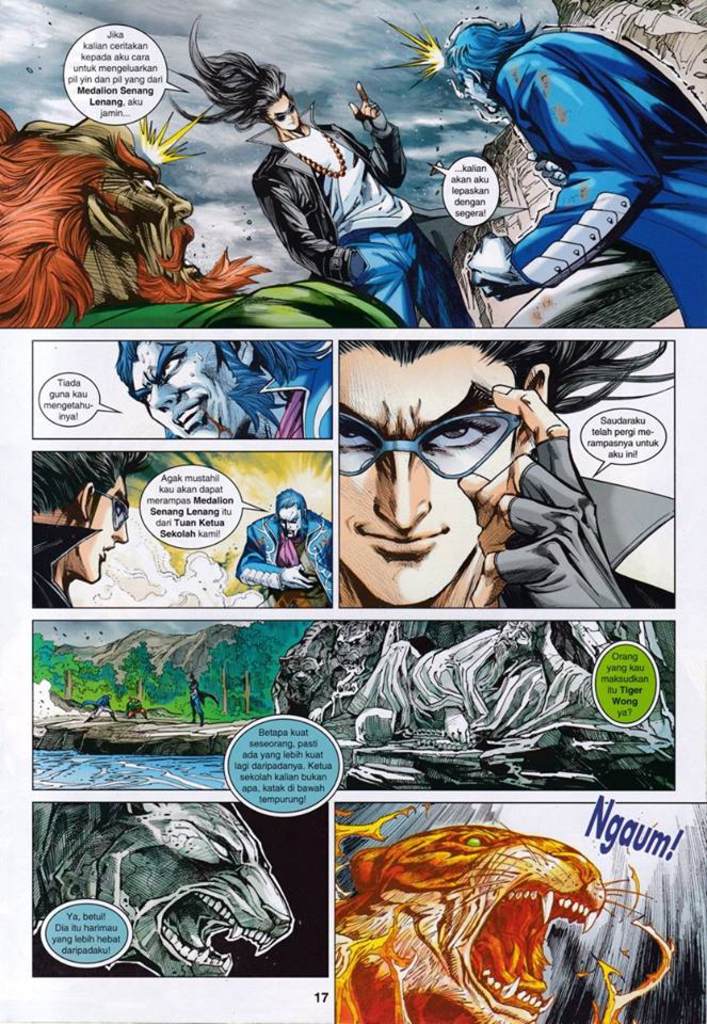 Jika
kalian ceritakan
kepada aku cara
untuk mengeluarkan
pil yin dan pil yang dari
Medalion Senang
Lenang, aku
jamin...
...kalian
akan aku
lepaskan
dengan
segera!
Tiada
guna kau
mengetahui-
inya!
Saudaraku
telah pergi me-
rampasnya untuk
aku ini!
Agak mustahil
kau akan dapat
merampas Medalion
Senang Lenang itu
dari Tuan Ketua
Sekolah kami!
Orang
yang kau
maksudkan
itu Tiger
Wong
ya?
Betapa kuat
seseorang, pasti
ada yang lebih kuat
lagi daripadanya. Ketua
sekolah kalian bukan
apa, katak di bawah
tempurung!
Ngaum!
Ya, betul!
Dia itu harimau
yang lebih hebat
daripadaku!
17